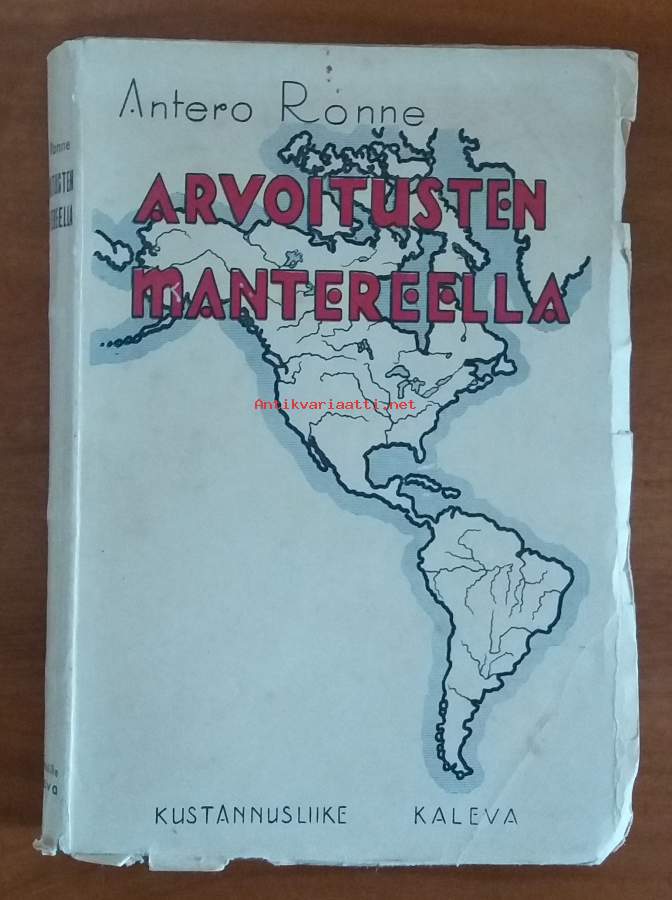 Antero Ronne
ARVOITUSTEN
MANTEREELLA
Antikvariaatti.net
KUSTANNUSLIIKE KALEVA